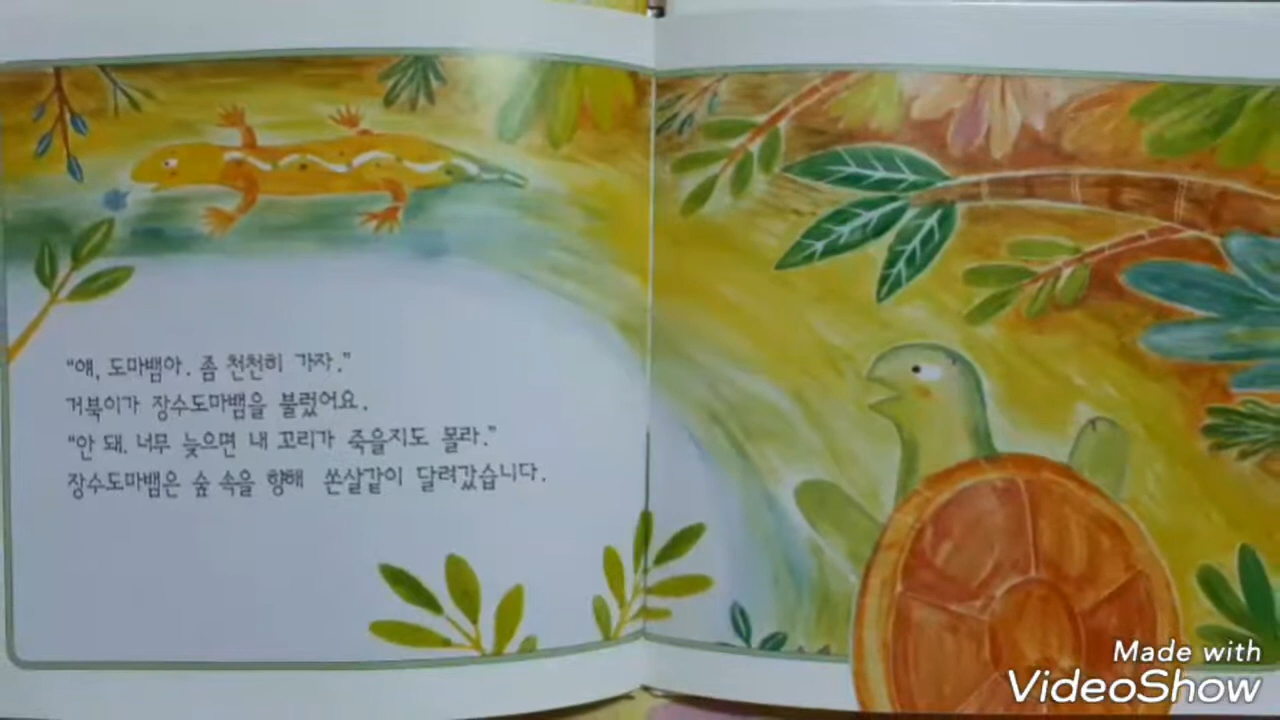 “얘, 도마뱀아. 좀 천천히 가자.”
거북이가 장수도마뱀을 불렀어요.
“안 돼. 너무 늦으면 내 꼬리가 죽을지도 몰라.”
장수도마뱀은 숲 속을 향해 쏜살같이 달려갔습니다.
Made with
VideoShow